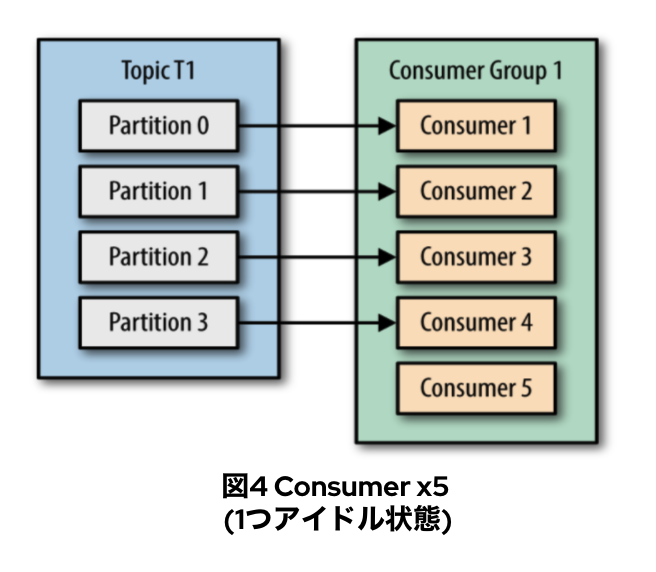 Topic T1
Partition 0
Partition 1
Partition 2
Partition 3
Consumer Group 1
Consumer 1
Consumer 2
Consumer 3
Consumer 4
Consumer 5
図4 Consumer x5
(1つアイドル状態)